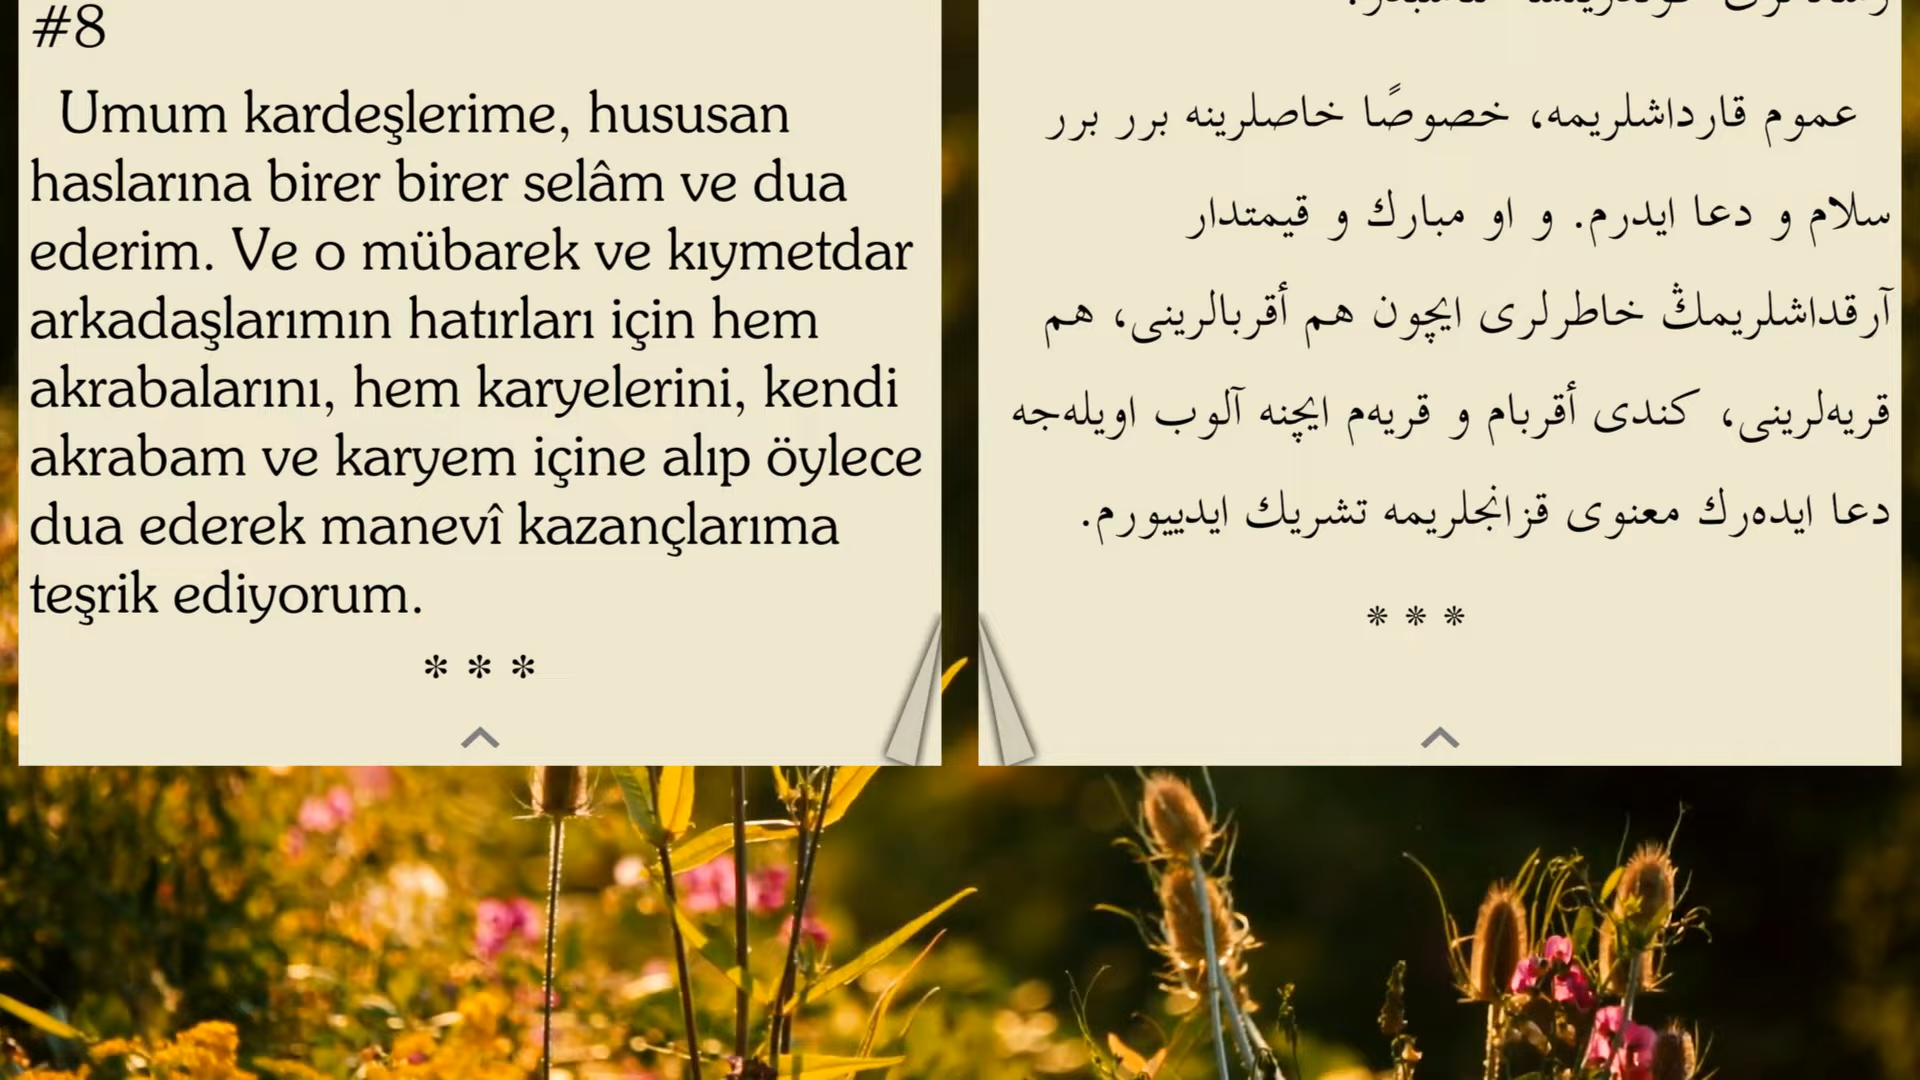 #8
Umum kardeşlerime, hususan
haslarına birer birer selâm ve dua
ederim. Ve o mübarek ve kıymetdar
arkadaşlarımın hatırları için hem
akrabalarını, hem karyelerini, kendi
akrabam ve karyem içine alıp öylece
dua ederek manevî kazançlarıma
teşrik ediyorum.
* * *
عموم قارداشلريمه، خصوصًا خاصلرينه برر برر
سلام و دعا ايدرم. و او مبارك و قيمتدار
آرقداشلريمڭ خاطرلرى ايچون هم أقربالرينى، هم
قريه‌لرينى، كندى أقربام و قريه‌م ايچنه آلوب اويله‌جه
دعا ايده‌رك معنوى قزانجلريمه تشريك ايدييورم.
* * *